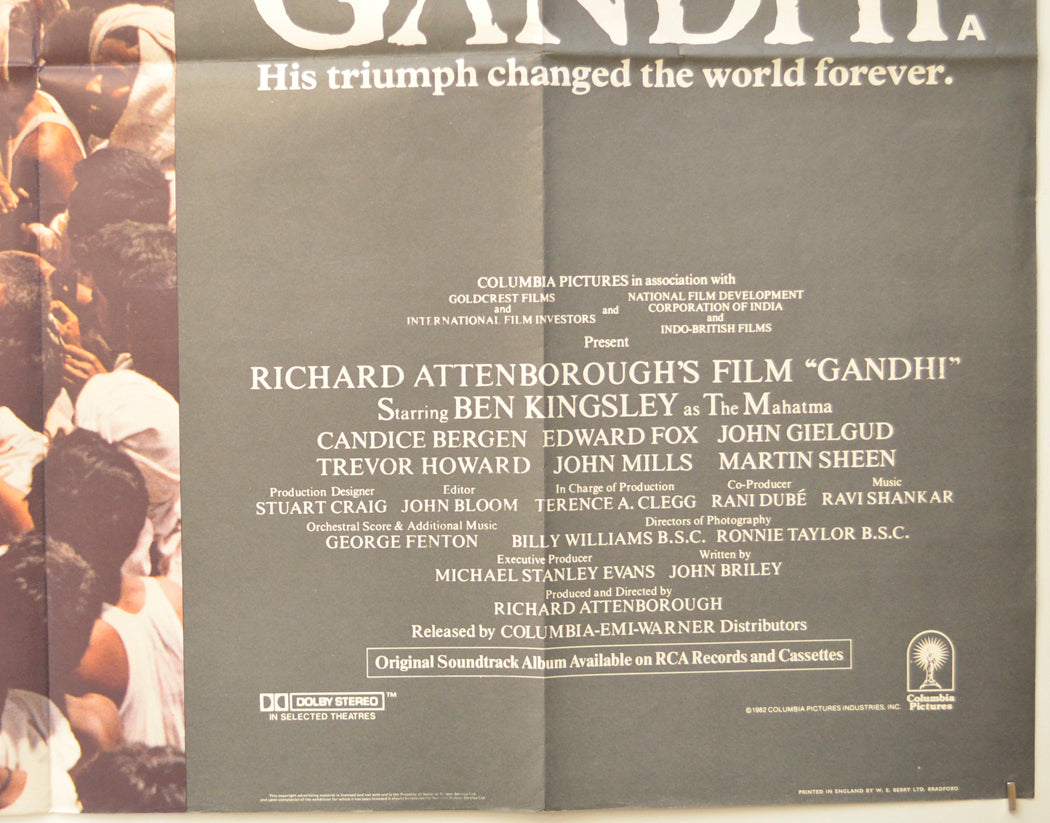 GANDHI. A
His triumph changed the world forever.
COLUMBIA PICTURES in association with
GOLDCREST FILMS
and
INTERNATIONAL FILM INVESTORS
and
NATIONAL FILM DEVELOPMENT
CORPORATION OF INDIA
and
INDO-BRITISH FILMS
Present
RICHARD ATTENBOROUGH'S FILM “GANDHI”
Starring BEN KINGSLEY as The Mahatma
CANDICE BERGEN EDWARD FOX JOHN GIELGUD
TREVOR HOWARD JOHN MILLS MARTIN SHEEN
Production Designer Editor In Charge of Production Co-Producer Music
STUART CRAIG JOHN BLOOM TERENCE A. CLEGG RANI DUBÉ RAVI SHANKAR
Orchestral Score & Additional Music Directors of Photography
GEORGE FENTON BILLY WILLIAMS B.S.C. RONNIE TAYLOR B.S.C.
Executive Producer Written by
MICHAEL STANLEY EVANS JOHN BRILEY
Produced and Directed by
RICHARD ATTENBOROUGH
Released by COLUMBIA-EMI-WARNER Distributors
Original Soundtrack Album Available on RCA Records and Cassettes
DOLBY STEREO ™
IN SELECTED THEATRES
©1982 COLUMBIA PICTURES INDUSTRIES, INC.
Columbia
Pictures
PRINTED IN ENGLAND BY W. E. BERRY LTD. BRADFORD.